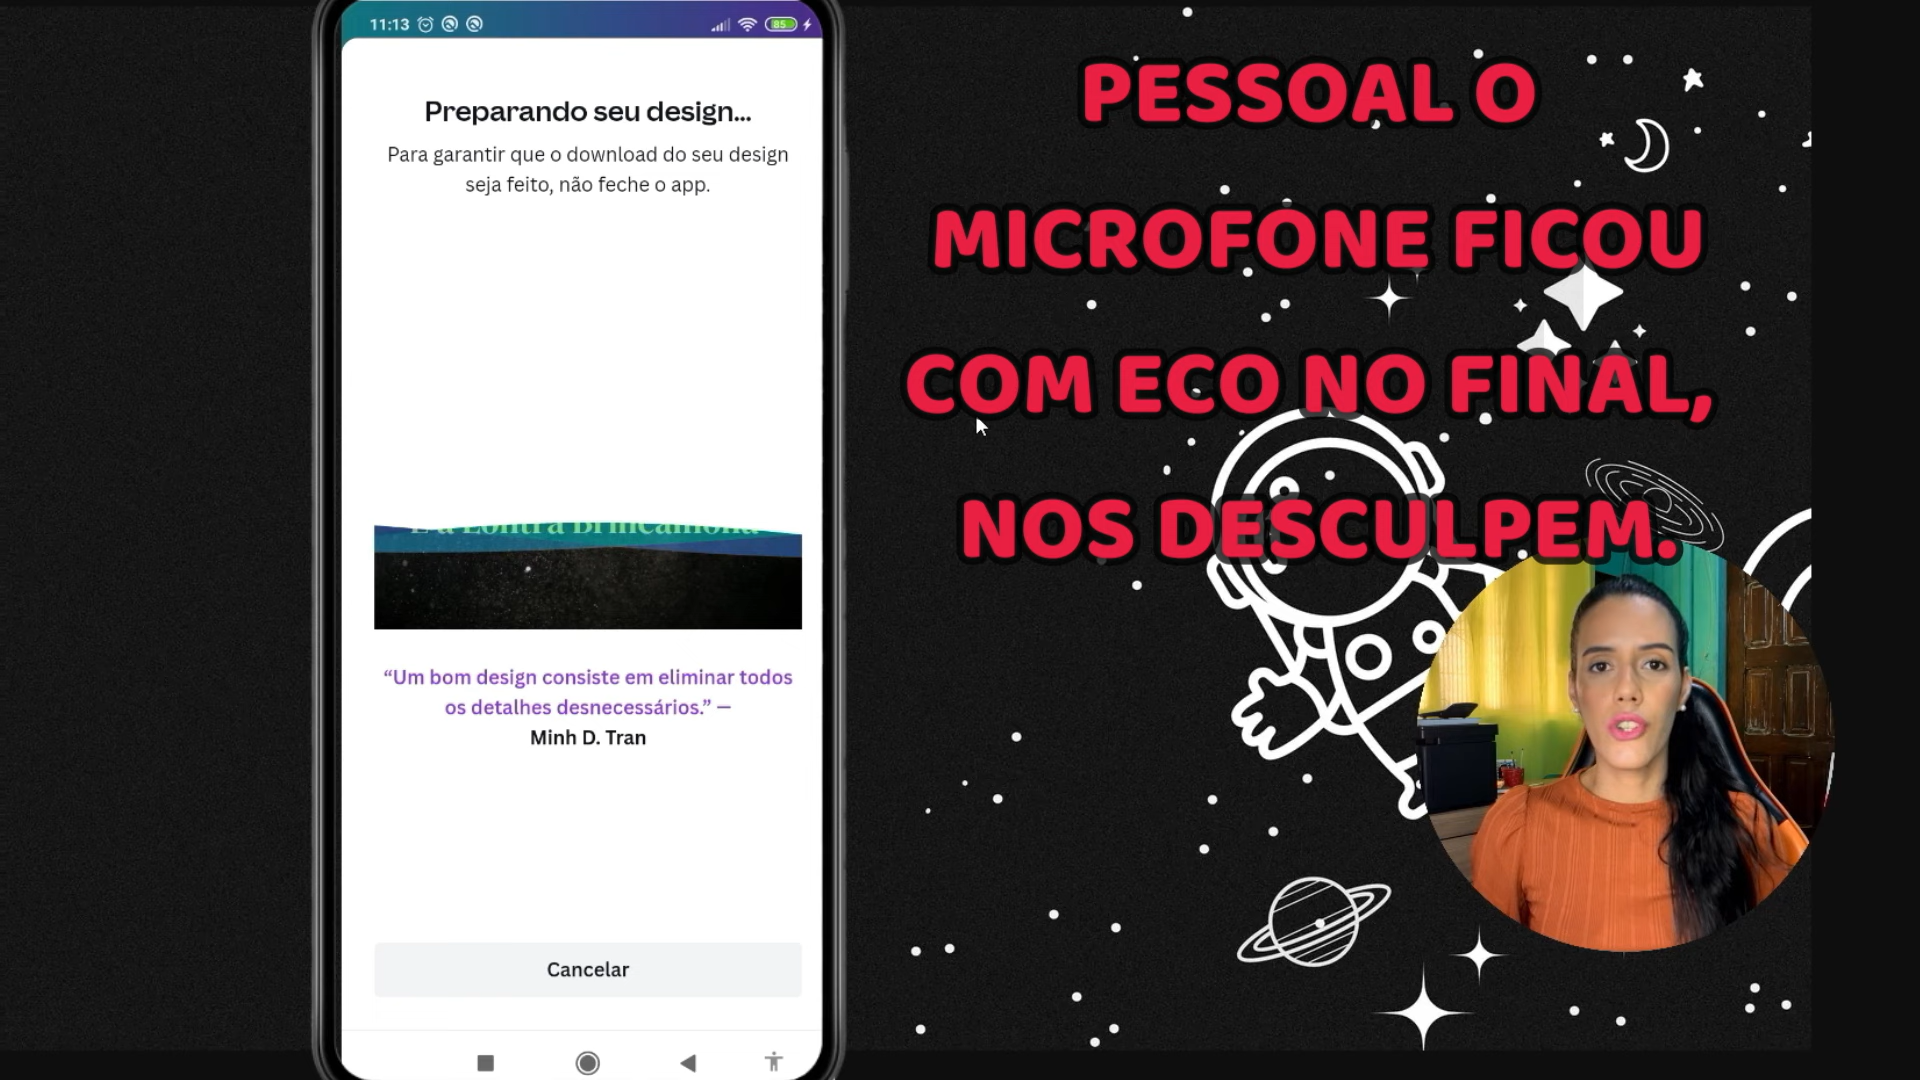 11:13
85
Preparando seu design...
Para garantir que o download do seu design
seja feito, não feche o app.
“Um bom design consiste em eliminar todos
os detalhes desnecessários.” —
Minh D. Tran
Cancelar
PESSOAL O
MICROFONE FICOU
COM ECO NO FINAL,
NOS DESCULPEM.